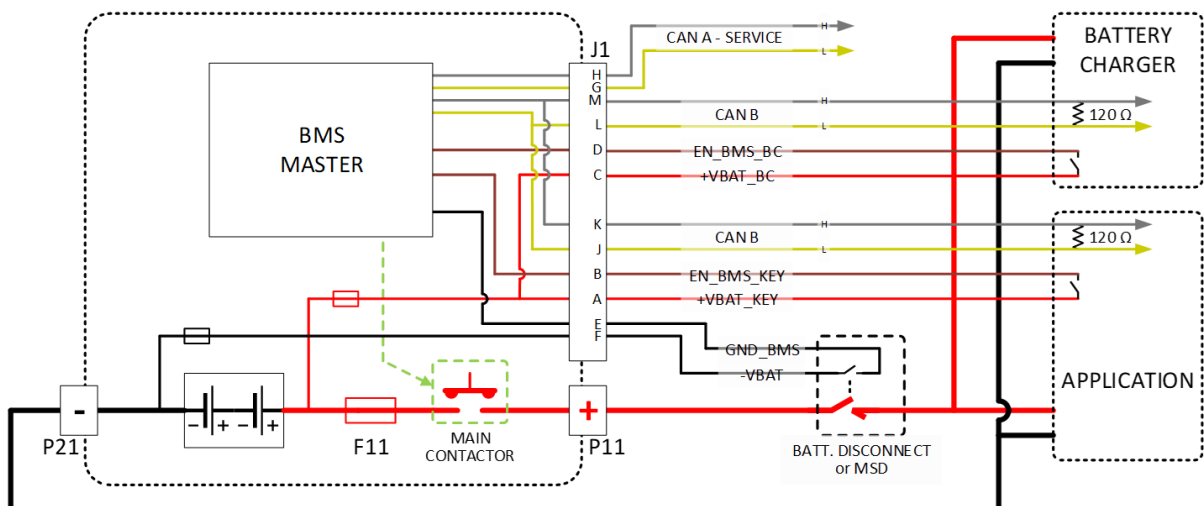 CAN A - SERVICE
H
L
J1
BATTERY
CHARGER
BMS
MASTER
H
G
M
L
D
C
K
J
B
A
E
F
CAN B
H
L
120 Ω
EN_BMS_BC
+VBAT_BC
CAN B
H
L
120 Ω
EN_BMS_KEY
+VBAT_KEY
GND_BMS
-VBAT
APPLICATION
-
P21
- + - +
F11
MAIN
CONTACTOR
+
P11
BATT. DISCONNECT
or MSD